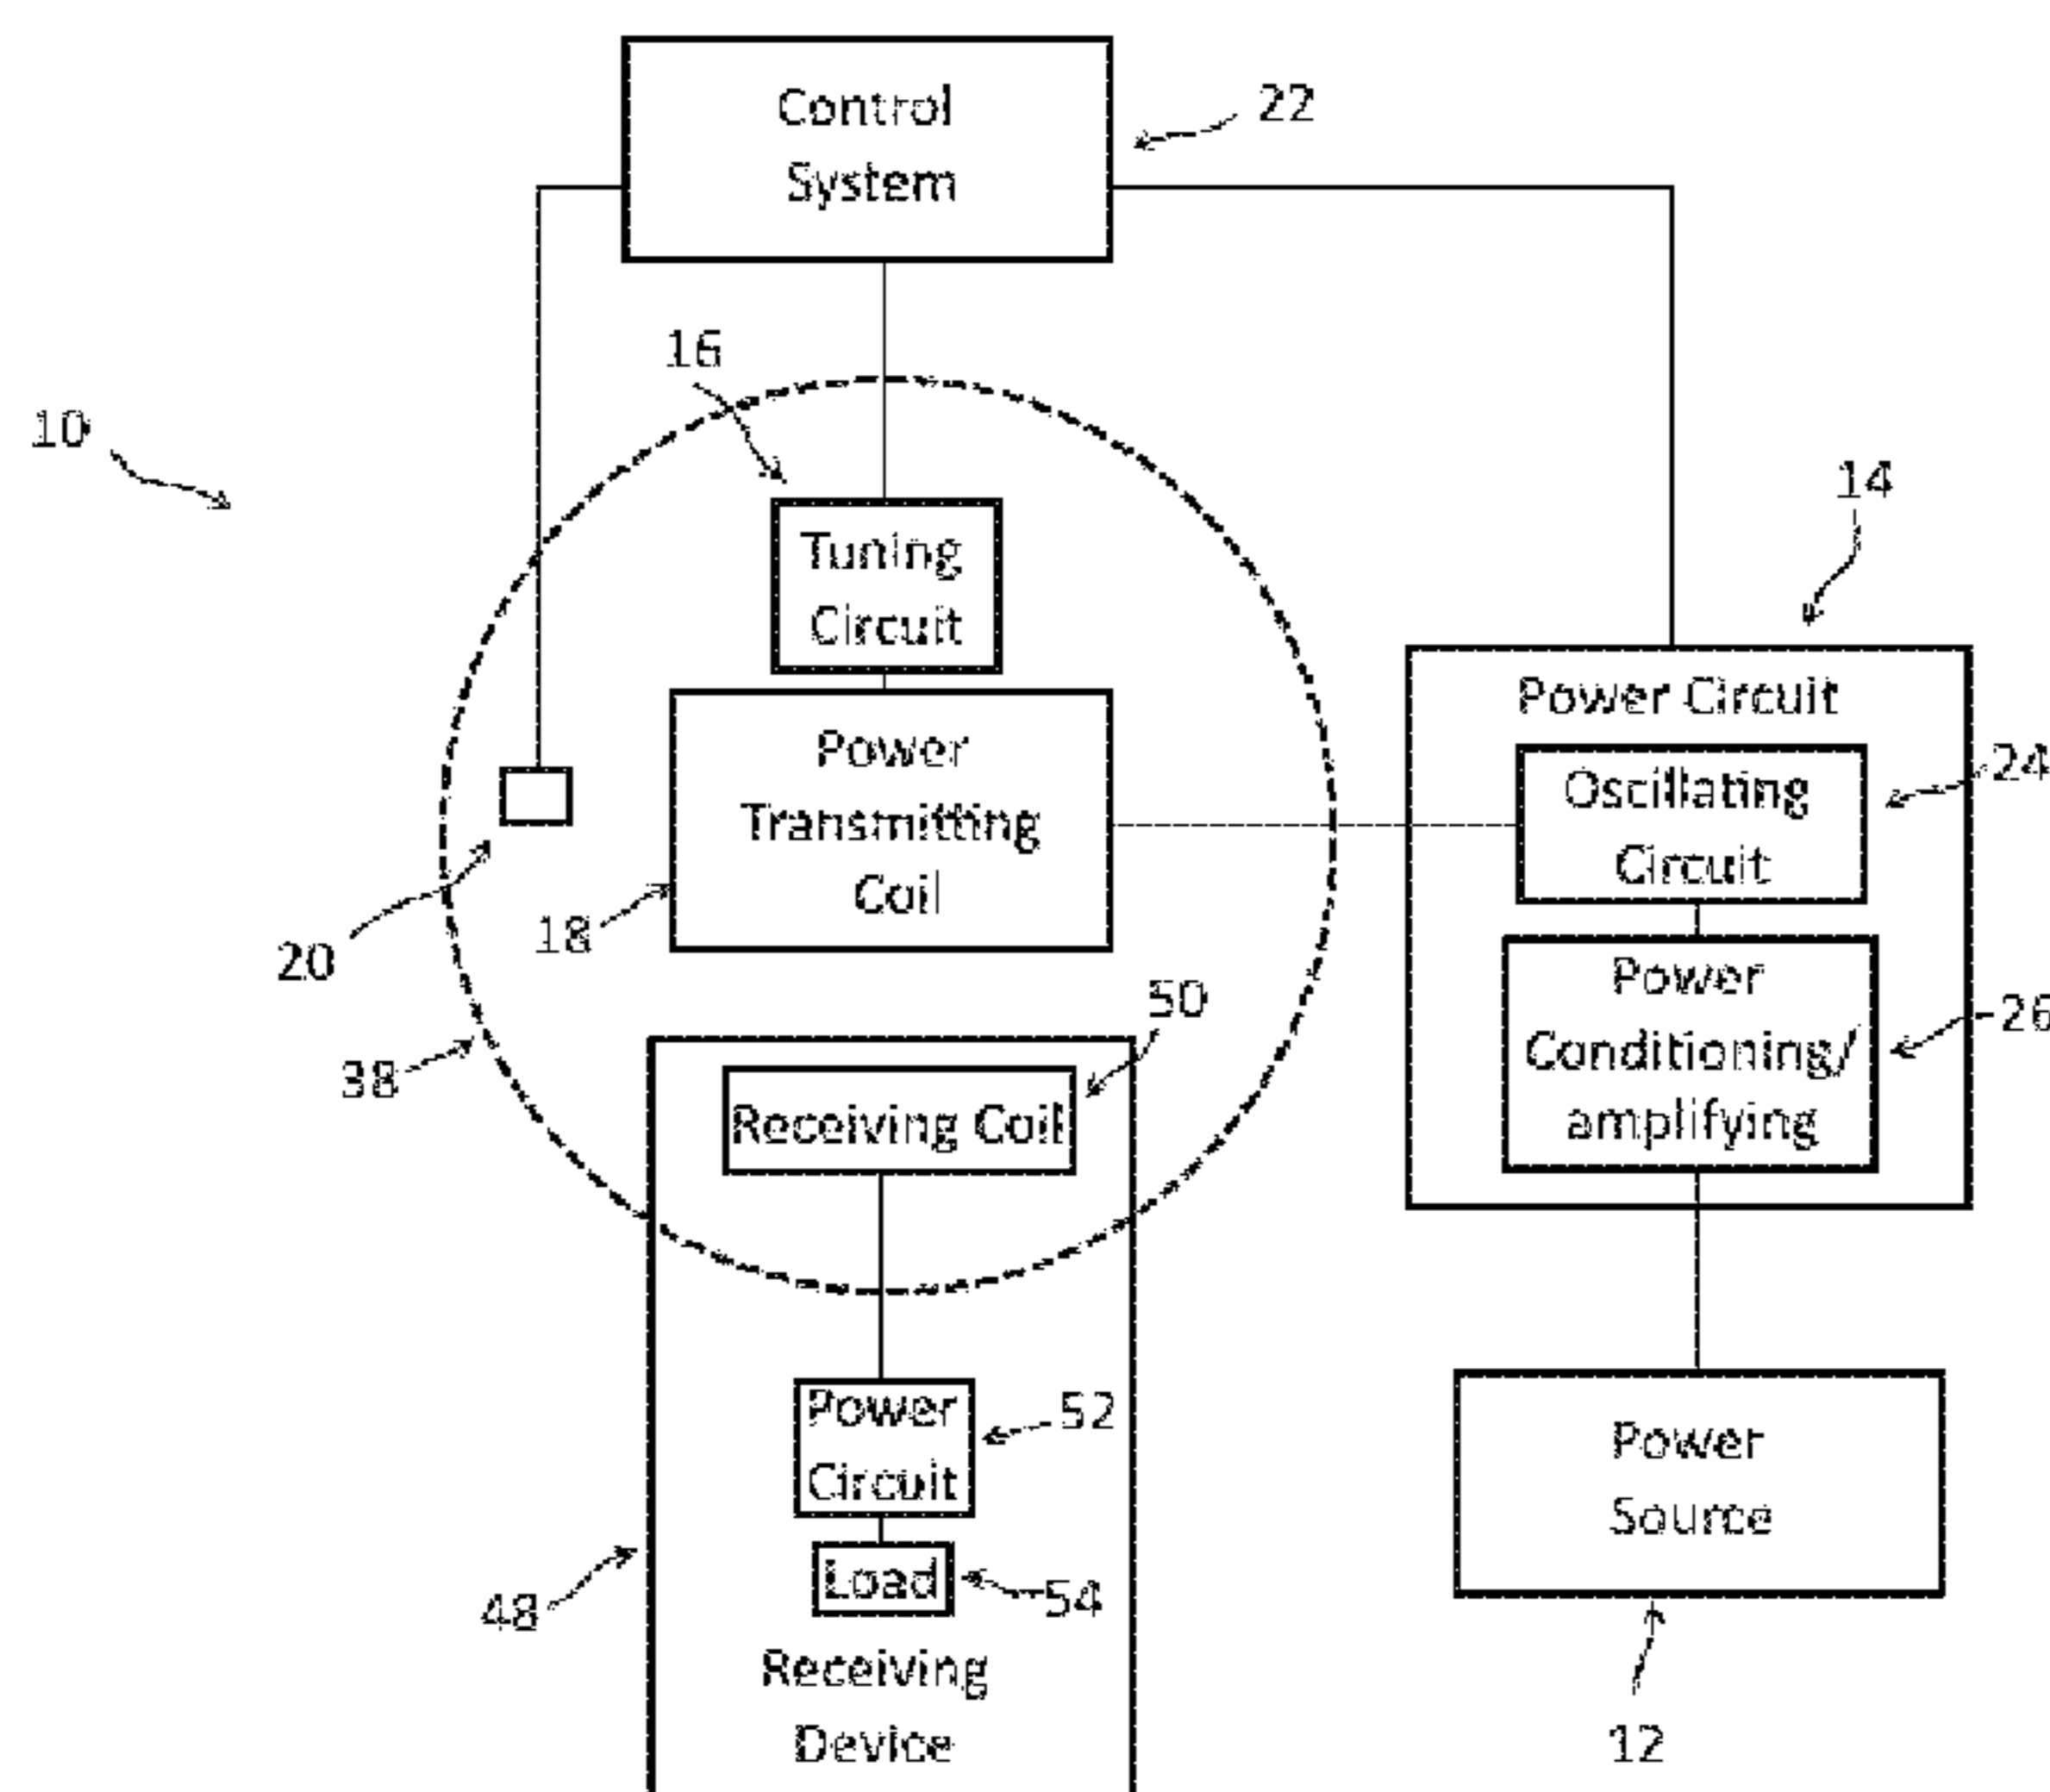 Control
System
22
16
10
14
Tuning
Circuit
Power Circuit
Power
Transmitting
Coil
Oscillating
Circuit
24
18
20
Power
Conditioning/
amplifying
26
50
38
Receiving Coil
Power
Circuit
52
Power
Source
Load
54
48
Receiving
Device
12